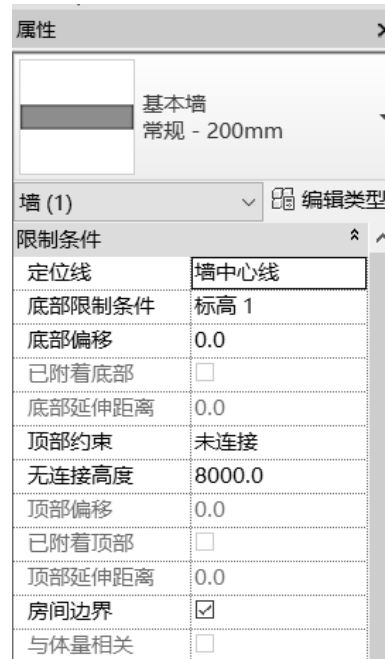 属性
基本墙
常规 - 200mm
墙 (1) 编辑类型
限制条件
定位线 墙中心线
底部限制条件 标高 1
底部偏移 0.0
已附着底部
底部延伸距离 0.0
顶部约束 未连接
无连接高度 8000.0
顶部偏移 0.0
已附着顶部
顶部延伸距离 0.0
房间边界
与体量相关